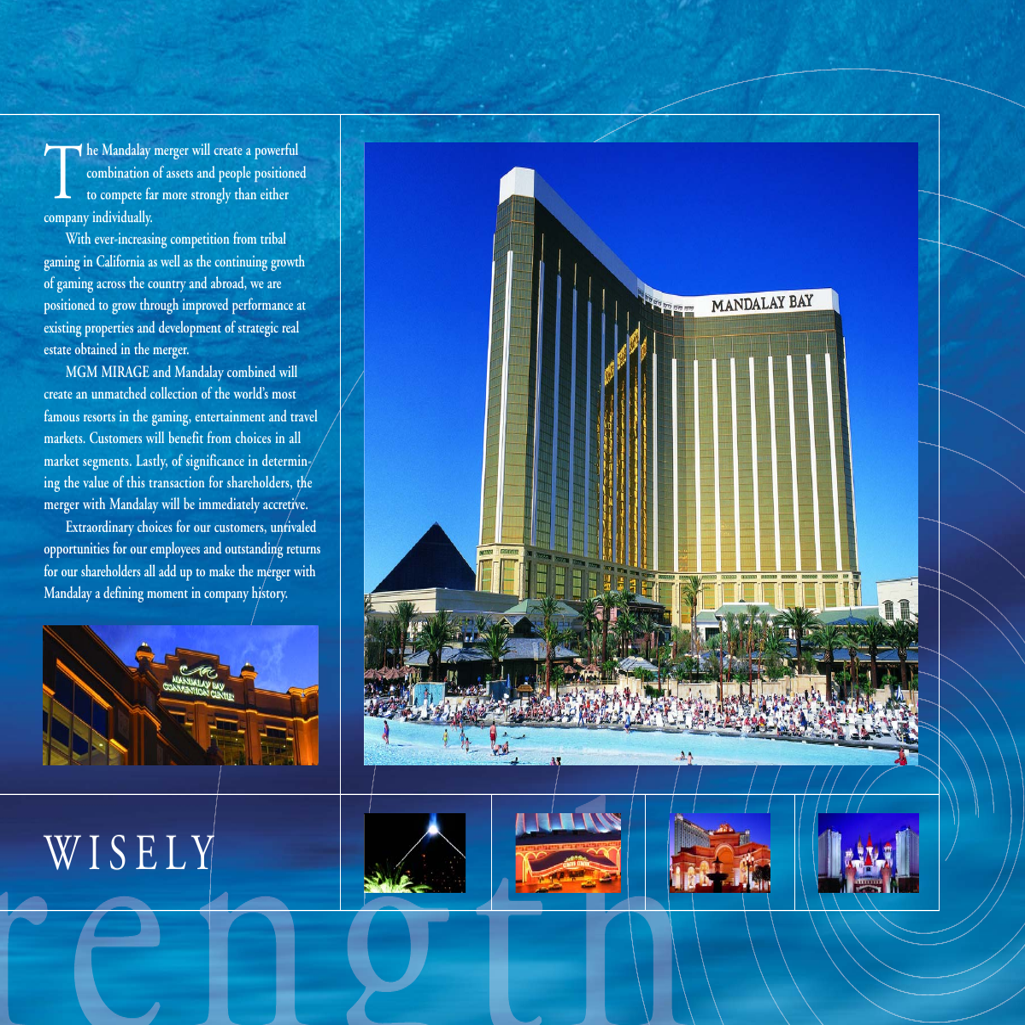 The Mandalay merger will create a powerful
combination of assets and people positioned
to compete far more strongly than either
company individually.
With ever-increasing competition from tribal
gaming in California as well as the continuing growth
of gaming across the country and abroad, we are
positioned to grow through improved performance at
existing properties and development of strategic real
estate obtained in the merger.
MGM MIRAGE and Mandalay combined will
create an unmatched collection of the world's most
famous resorts in the gaming, entertainment and travel
markets. Customers will benefit from choices in all
market segments. Lastly, of significance in determin-
ing the value of this transaction for shareholders, the
merger with Mandalay will be immediately accretive.
Extraordinary choices for our customers, unrivaled
opportunities for our employees and outstanding returns
for our shareholders all add up to make the merger with
Mandalay a defining moment in company history.
MANDALAY BAY
MANDALAY BAY
CONVENTION CENTER
WISELY
rength